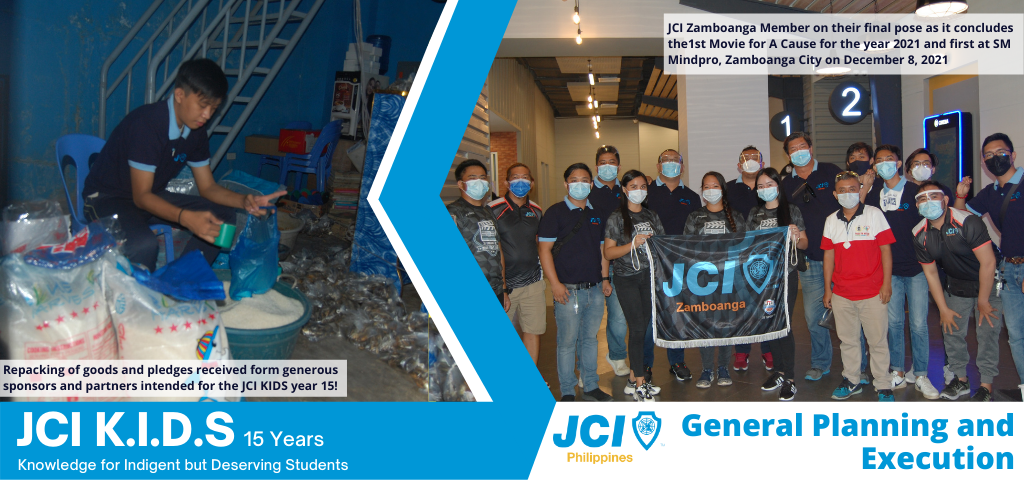 JCI Zamboanga Member on their final pose as it concludes
the1st Movie for A Cause for the year 2021 and first at SM
Mindpro, Zamboanga City on December 8, 2021
1
2
JCI
JCI
Zamboanga
Repacking of goods and pledges received form generous
sponsors and partners intended for the JCI KIDS year 15!
JCI K.I.D.S 15 Years
Knowledge for Indigent but Deserving Students
JCI
Philippines
General Planning and
Execution